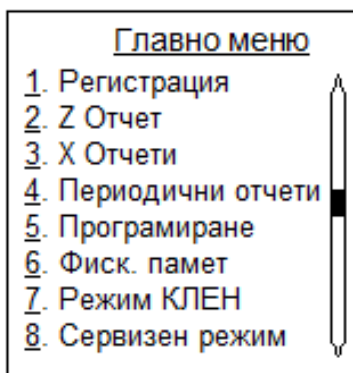 Главно меню
1. Регистрация
2. Z Отчет
3. X Отчети
4. Периодични отчети
5. Програмиране
6. Фиск. памет
7. Режим КЛЕН
8. Сервизен режим